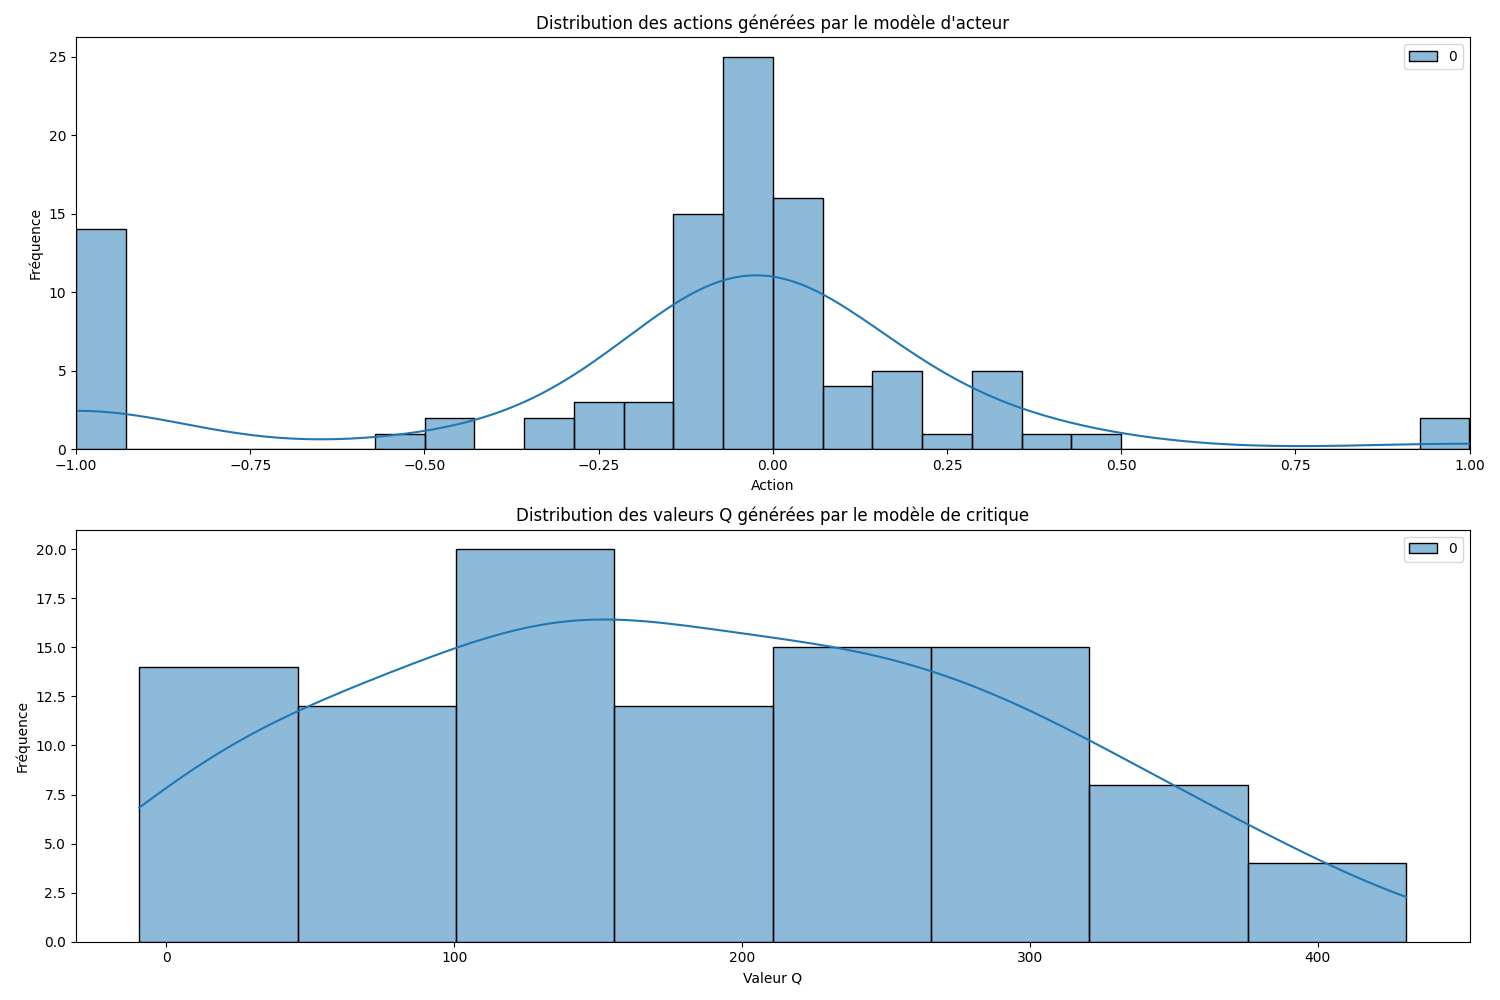 Distribution des actions générées par le modèle d'acteur
0
25
20
15
10
5
0
Fréquence
−1.00 −0.75 −0.50 −0.25 0.00 0.25 0.50 0.75 1.00
Action
Distribution des valeurs Q générées par le modèle de critique
0
20.0
17.5
15.0
12.5
10.0
7.5
5.0
2.5
0.0
Fréquence
0 100 200 300 400
Valeur Q